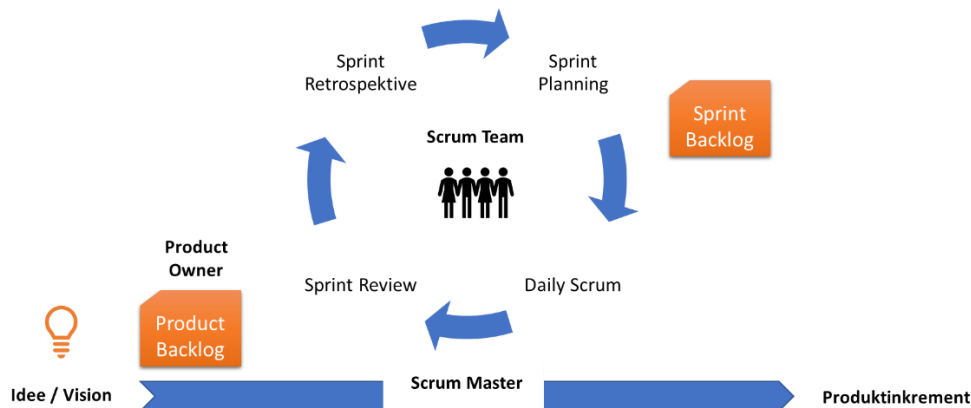 Sprint
Retrospektive
Sprint
Planning
Sprint
Backlog
Scrum Team
Product
Owner
Sprint Review
Daily Scrum
Product
Backlog
Idee / Vision
Scrum Master
Produktinkrement